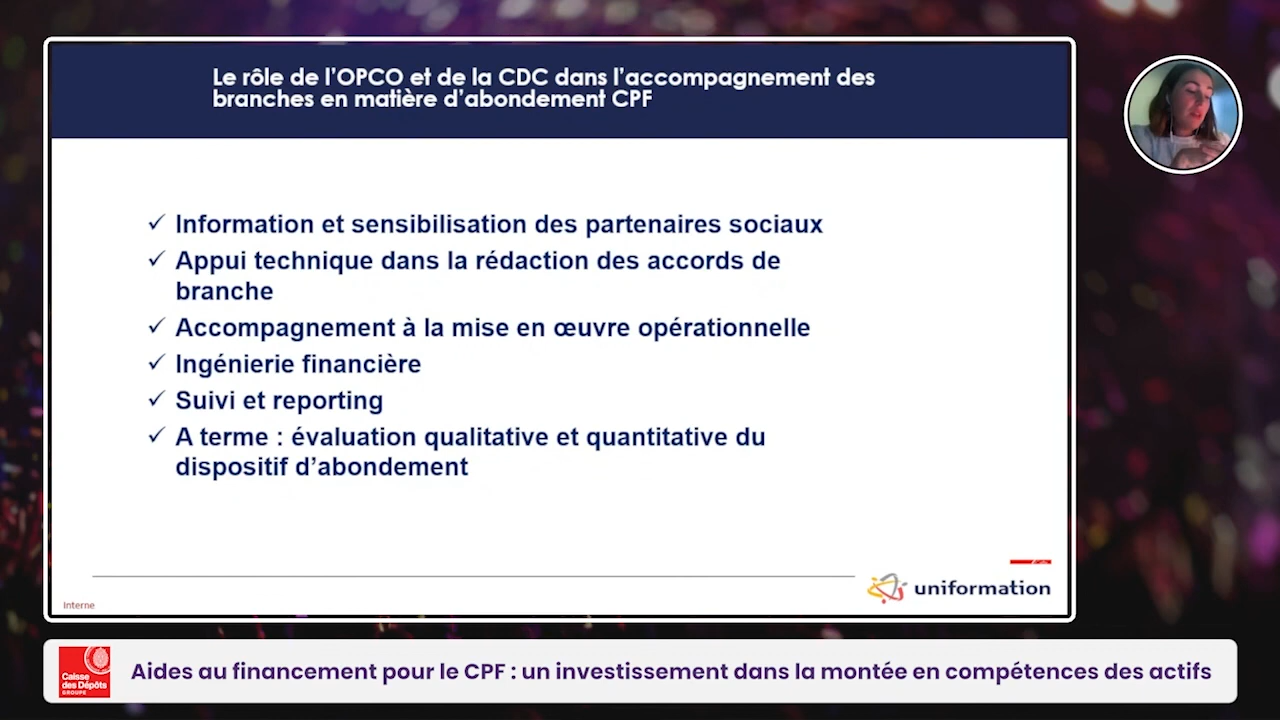 Le rôle de l'OPCO et de la CDC dans l'accompagnement des
branches en matière d'abondement CPF
✓ Information et sensibilisation des partenaires sociaux
✓ Appui technique dans la rédaction des accords de
branche
✓ Accompagnement à la mise en œuvre opérationnelle
✓ Ingénierie financière
✓ Suivi et reporting
✓ A terme : évaluation qualitative et quantitative du
dispositif d'abondement
uniformation
Interne
Caisse
des Dépôts
GROUPE
Aides au financement pour le CPF : un investissement dans la montée en compétences des actifs